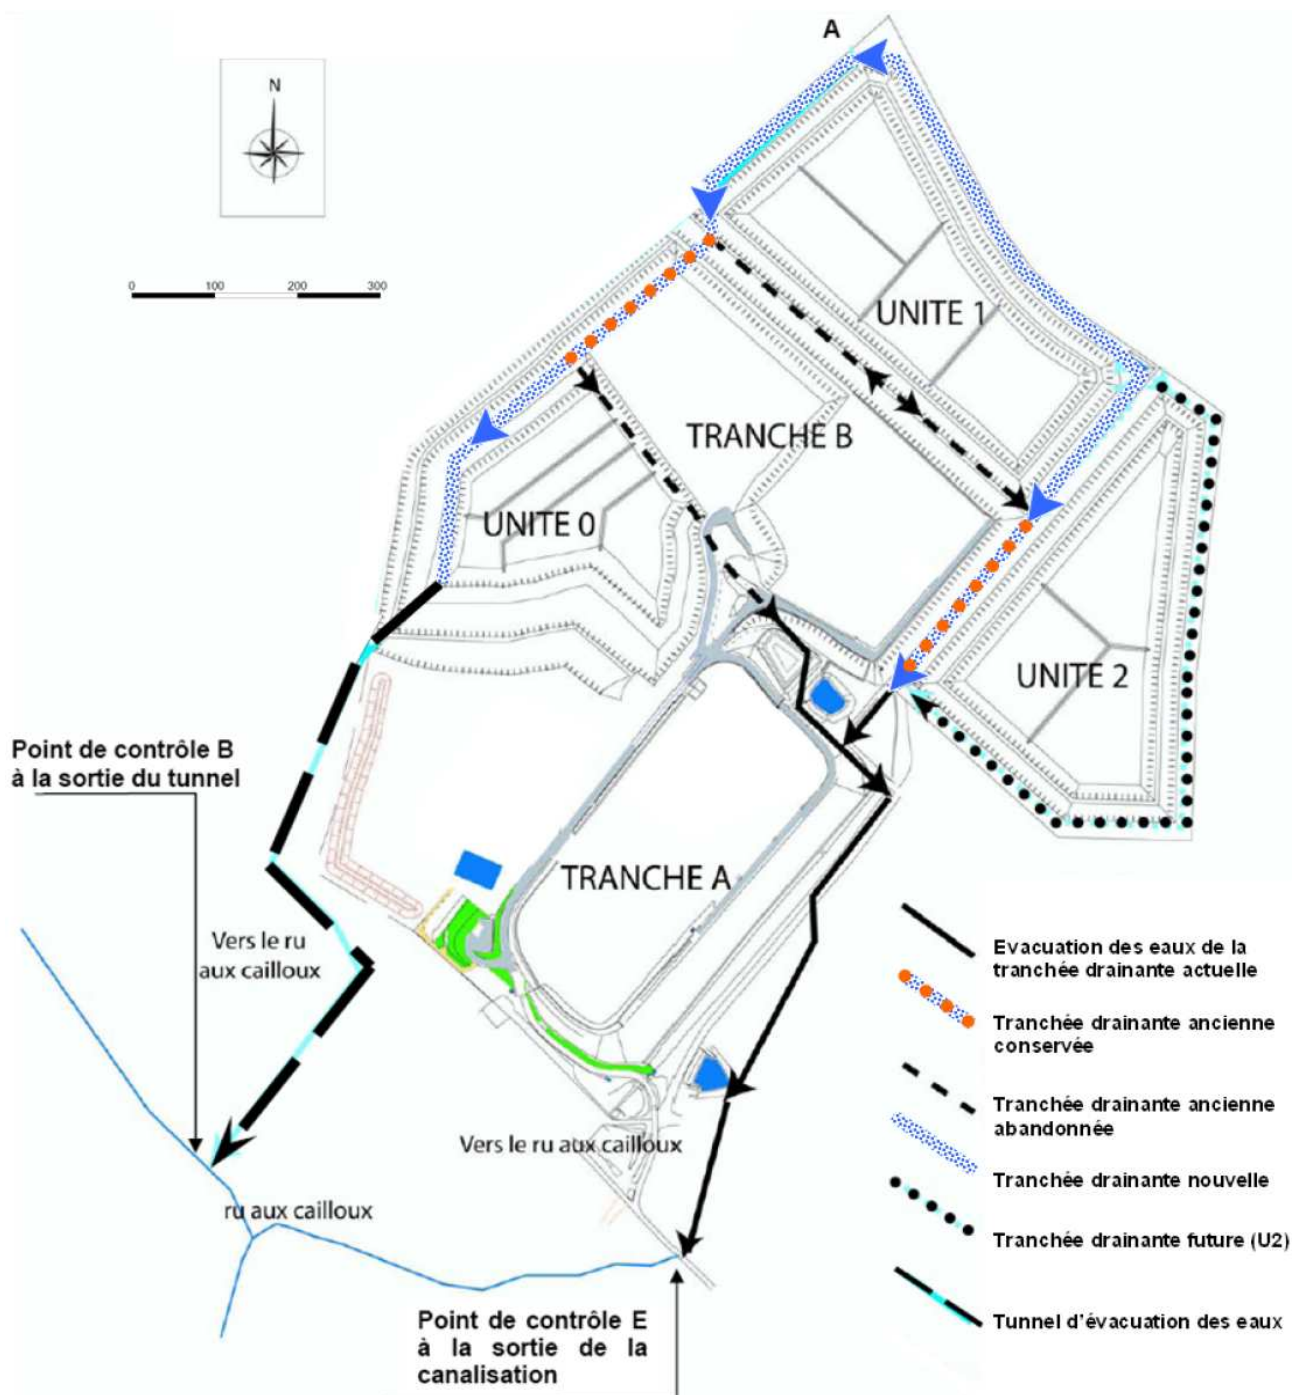 A
N
0 100 200 300
UNITE 1
TRANCHE B
UNITE 0
UNITE 2
Point de contrôle B
à la sortie du tunnel
TRANCHE A
Vers le ru
aux cailloux
Evacuation des eaux de la
tranchée drainante actuelle
Tranchée drainante ancienne
conservée
Tranchée drainante ancienne
abandonnée
Vers le ru aux cailloux
Tranchée drainante nouvelle
ru aux cailloux
Tranchée drainante future (U2)
Tunnel d'évacuation des eaux
Point de contrôle E
à la sortie de la
canalisation